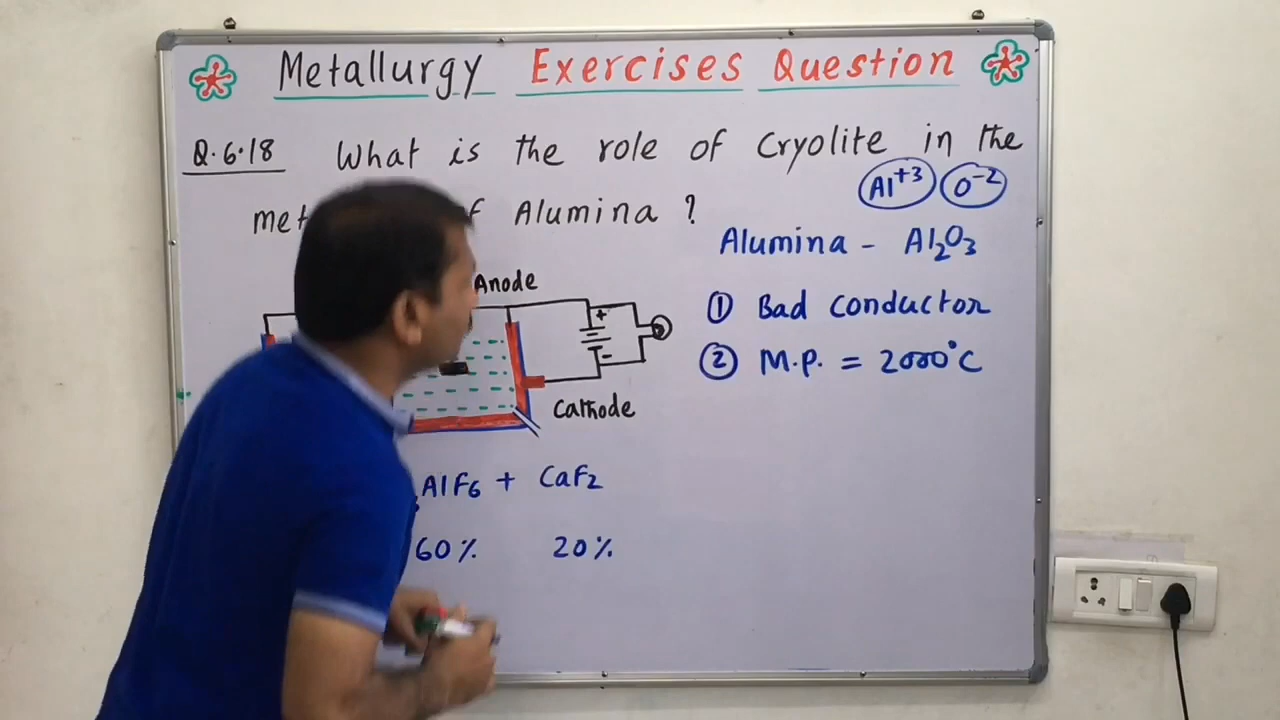 Metallurgy Exercises Question
Q.6.18 What is the role of Cryolite in the
of Alumina ?
Al+3 O-2
Alumina - Al2O3
① Bad conductor
② M.P. = 2000°C
Anode
+
-
Cathode
AlF6 + CaF2
60% 20%